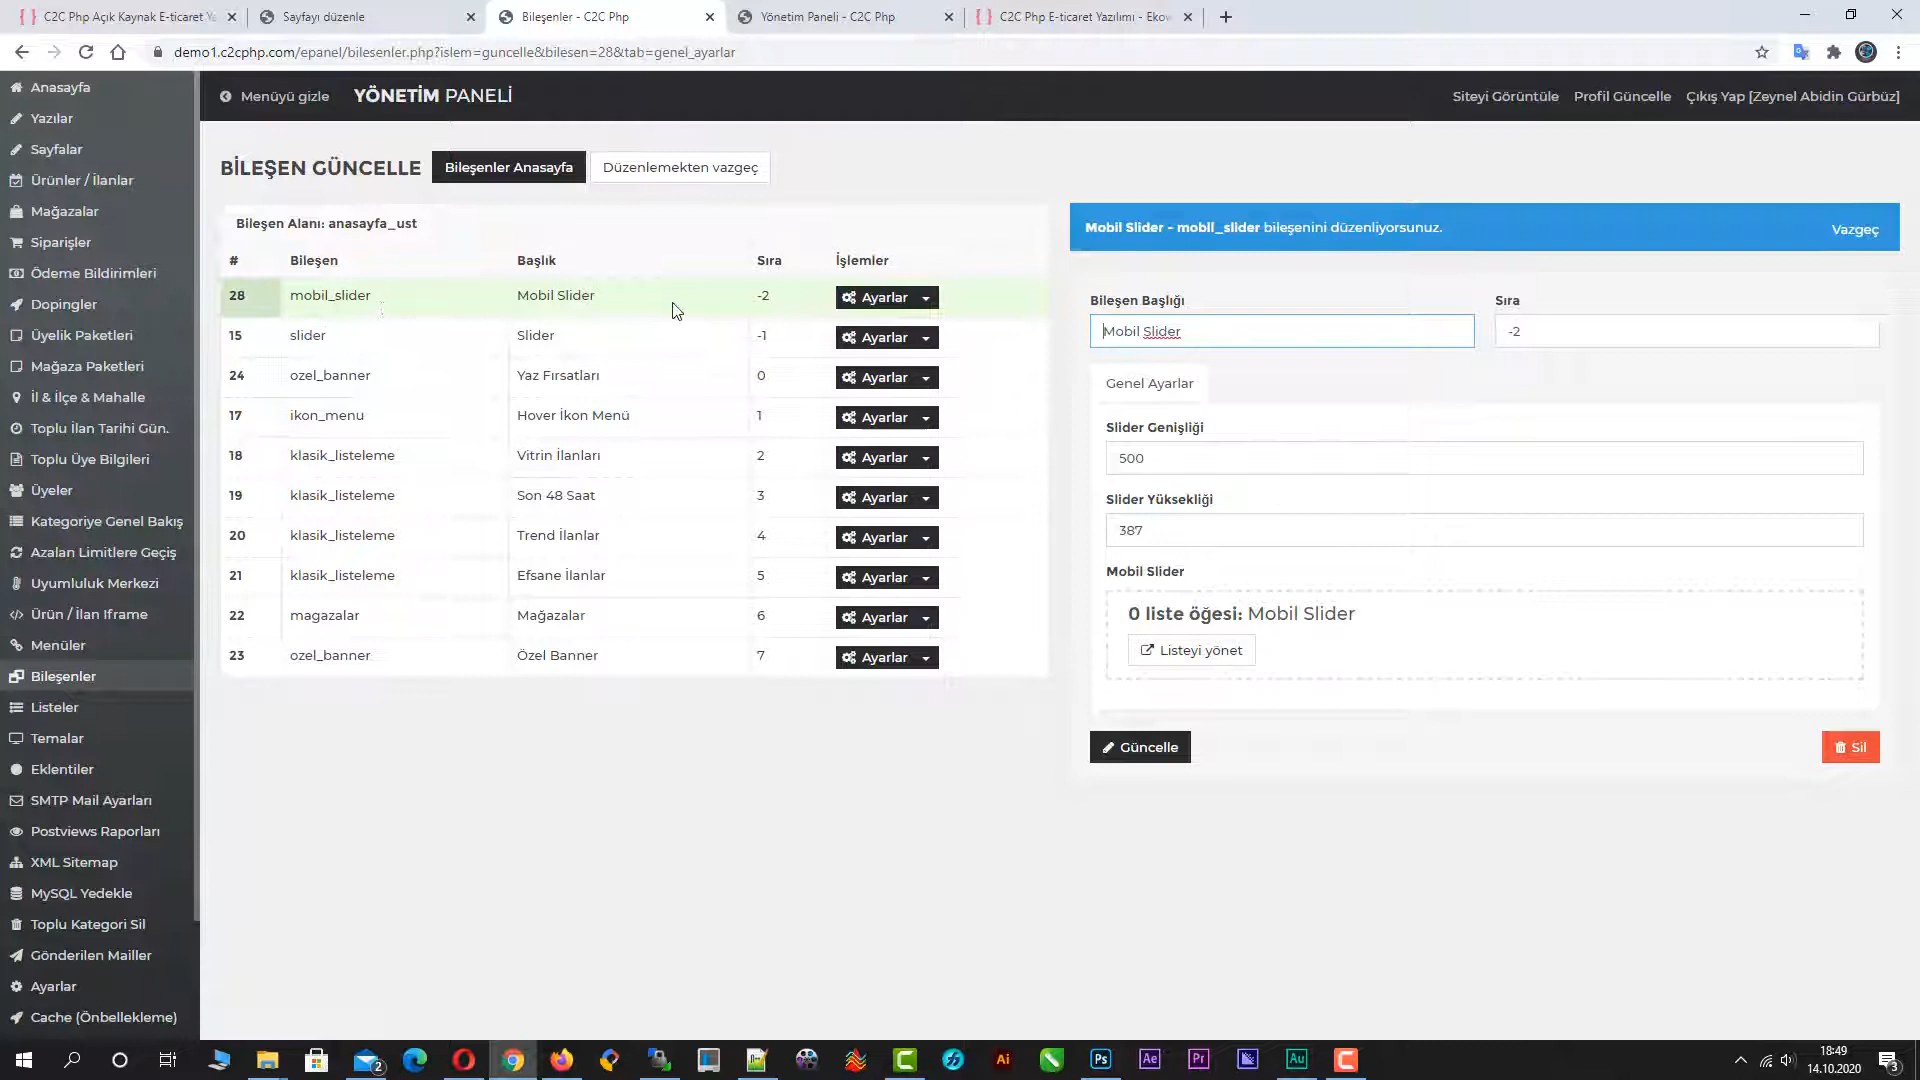 C2C Php Açık Kaynak E-ticaret Ya
Sayfayı düzenle
Bileşenler - C2C Php
Yönetim Paneli - C2C Php
C2C Php E-ticaret Yazılımı - Ekow
demo1.c2cphp.com/epanel/bilesenler.php?islem=guncelle&bilesen=28&tab=genel_ayarlar
Menüyü gizle
YÖNETİM PANELİ
Siteyi Görüntüle
Profil Güncelle
Çıkış Yap [Zeynel Abidin Gürbüz]
Anasayfa
Yazılar
Sayfalar
Ürünler / İlanlar
Mağazalar
Siparişler
Ödeme Bildirimleri
Dopingler
Üyelik Paketleri
Mağaza Paketleri
İl & İlçe & Mahalle
Toplu İlan Tarihi Gün.
Toplu Üye Bilgileri
Üyeler
Kategoriye Genel Bakış
Azalan Limitlere Geçiş
Uyumluluk Merkezi
Ürün / İlan Iframe
Menüler
Bileşenler
Listeler
Temalar
Eklentiler
SMTP Mail Ayarları
Postviews Raporları
XML Sitemap
MySQL Yedekle
Toplu Kategori Sil
Gönderilen Mailler
Ayarlar
Cache (Önbellekleme)
BİLEŞEN GÜNCELLE
Bileşenler Anasayfa
Düzenlemekten vazgeç
Bileşen Alanı: anasayfa_ust
# Bileşen Başlık Sıra İşlemler
28 mobil_slider Mobil Slider -2 Ayarlar
15 slider Slider -1 Ayarlar
24 ozel_banner Yaz Fırsatları 0 Ayarlar
17 ikon_menu Hover İkon Menü 1 Ayarlar
18 klasik_listeleme Vitrin İlanları 2 Ayarlar
19 klasik_listeleme Son 48 Saat 3 Ayarlar
20 klasik_listeleme Trend İlanlar 4 Ayarlar
21 klasik_listeleme Efsane İlanlar 5 Ayarlar
22 magazalar Mağazalar 6 Ayarlar
23 ozel_banner Özel Banner 7 Ayarlar
Mobil Slider - mobil_slider bileşenini düzenliyorsunuz.
Vazgeç
Bileşen Başlığı
Sıra
Mobil Slider
-2
Genel Ayarlar
Slider Genişliği
500
Slider Yüksekliği
387
Mobil Slider
0 liste öğesi: Mobil Slider
Listeyi yönet
Güncelle
Sil
2
Ai
Ps
Ae
Pr
Au
18:49
14.10.2020
3